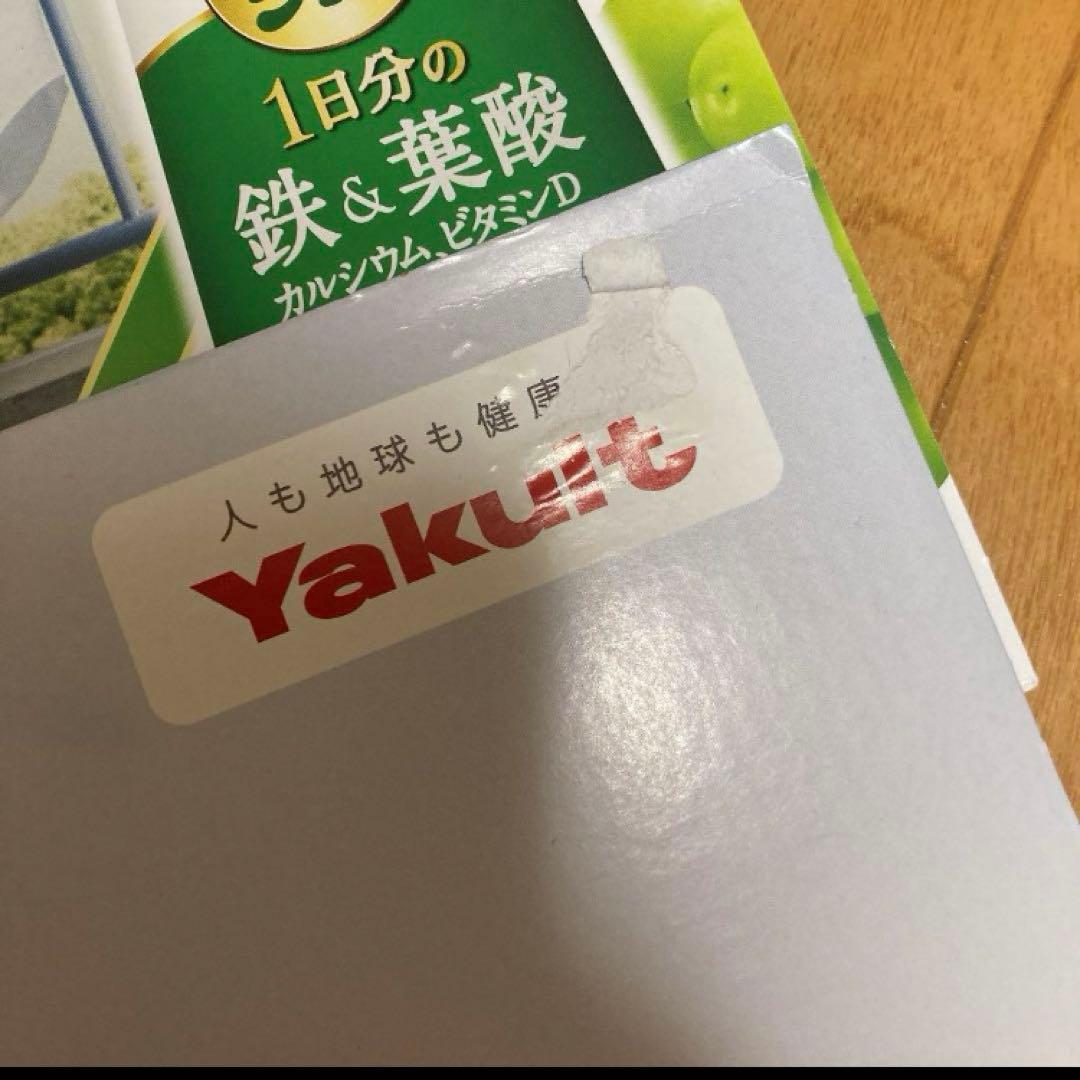 1日分の
鉄&葉酸
カルシウム、ビタミンD
人も地球も健康
Yakult